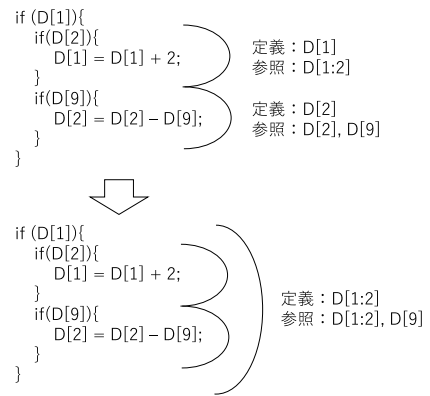 if (D[1]){
if(D[2]){
D[1] = D[1] + 2;
}
if(D[9]){
D[2] = D[2] – D[9];
}
}
定義：D[1]
参照：D[1:2]
定義：D[2]
参照：D[2], D[9]
if (D[1]){
if(D[2]){
D[1] = D[1] + 2;
}
if(D[9]){
D[2] = D[2] – D[9];
}
}
定義：D[1:2]
参照：D[1:2], D[9]